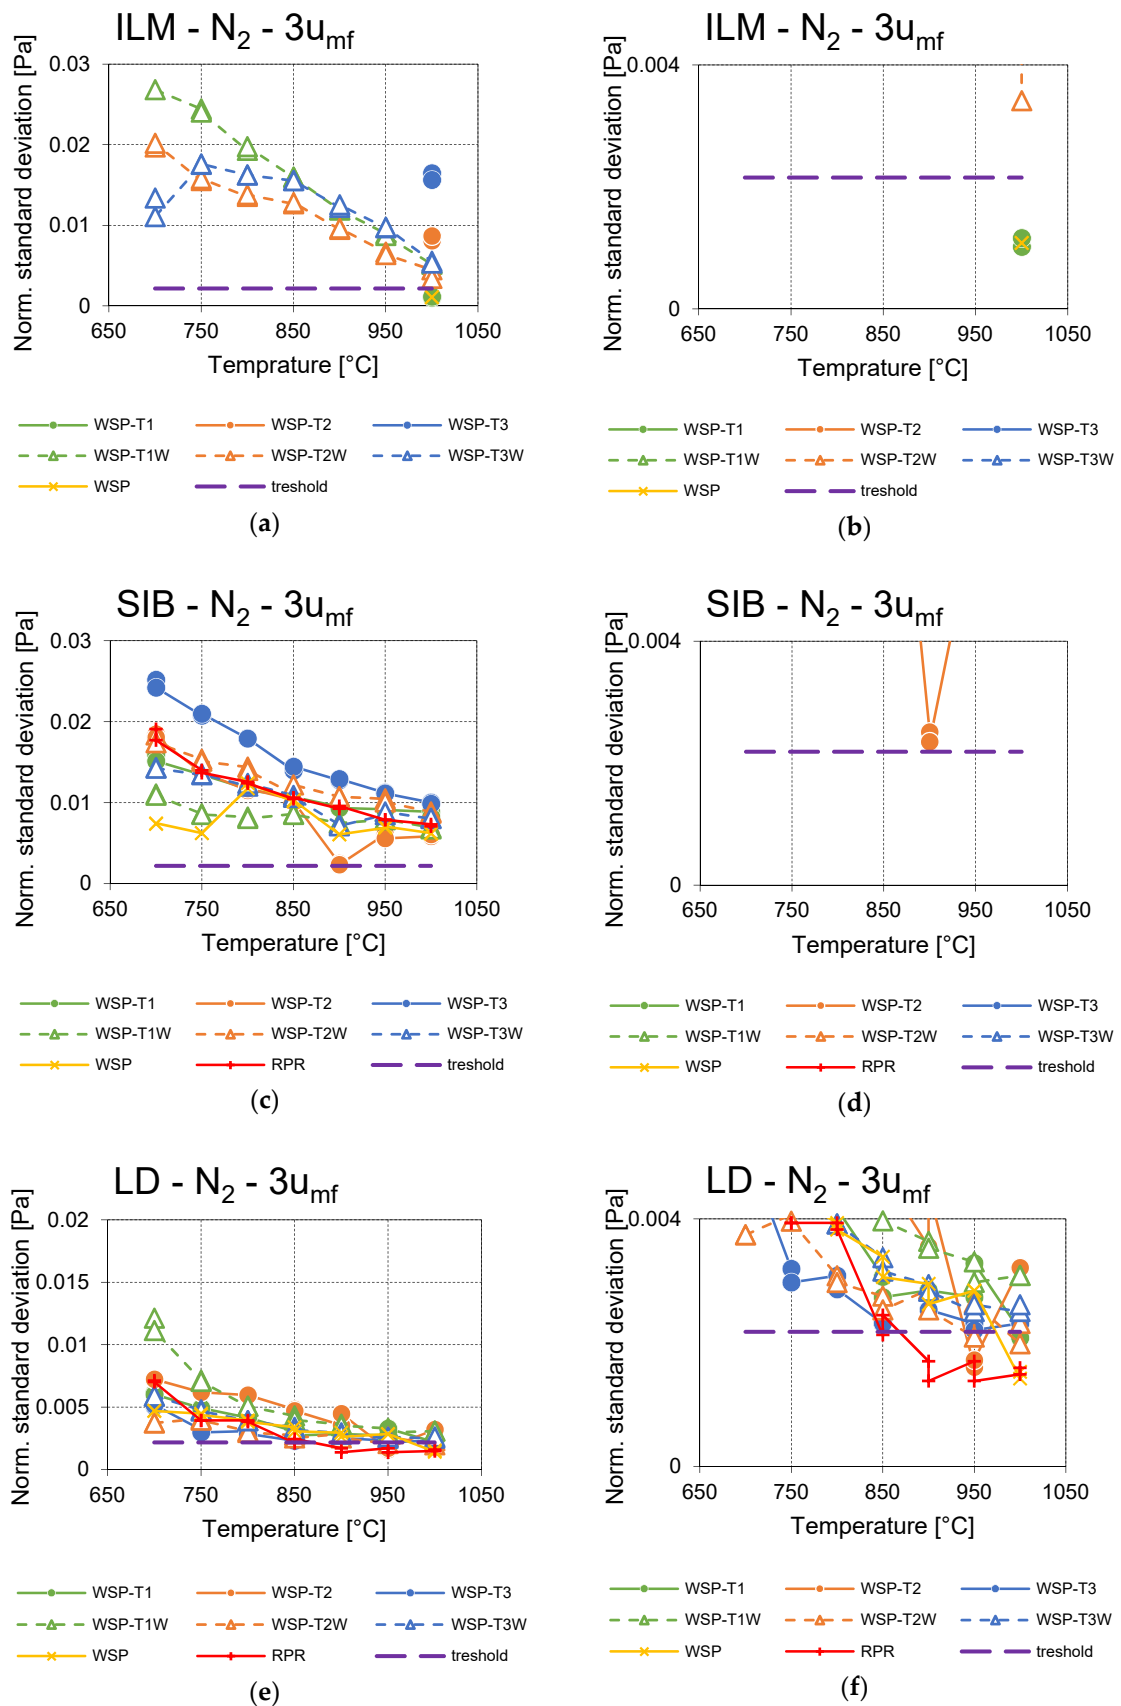 ILM - N2 - 3umf
Norm. standard deviation [Pa]
0.03
0.02
0.01
0
650 750 850 950 1050
Temprature [°C]
WSP-T1 WSP-T2 WSP-T3
WSP-T1W WSP-T2W WSP-T3W
WSP treshold
(a)
ILM - N2 - 3umf
Norm. standard deviation [Pa]
0.004
0
650 750 850 950 1050
Temperature [°C]
WSP-T1 WSP-T2 WSP-T3
WSP-T1W WSP-T2W WSP-T3W
WSP treshold
(b)
SIB - N2 - 3umf
Norm. standard deviation [Pa]
0.03
0.02
0.01
0
650 750 850 950 1050
Temperature [°C]
WSP-T1 WSP-T2 WSP-T3
WSP-T1W WSP-T2W WSP-T3W
WSP RPR treshold
(c)
SIB - N2 - 3umf
Norm. standard deviation [Pa]
0.004
0
650 750 850 950 1050
Temperature [°C]
WSP-T1 WSP-T2 WSP-T3
WSP-T1W WSP-T2W WSP-T3W
WSP RPR treshold
(d)
LD - N2 - 3umf
Norm. standard deviation [Pa]
0.02
0.015
0.01
0.005
0
650 750 850 950 1050
Temperature [°C]
WSP-T1 WSP-T2 WSP-T3
WSP-T1W WSP-T2W WSP-T3W
WSP RPR treshold
(e)
LD - N2 - 3umf
Norm. standard deviation [Pa]
0.004
0
650 750 850 950 1050
Temperature [°C]
WSP-T1 WSP-T2 WSP-T3
WSP-T1W WSP-T2W WSP-T3W
WSP RPR treshold
(f)